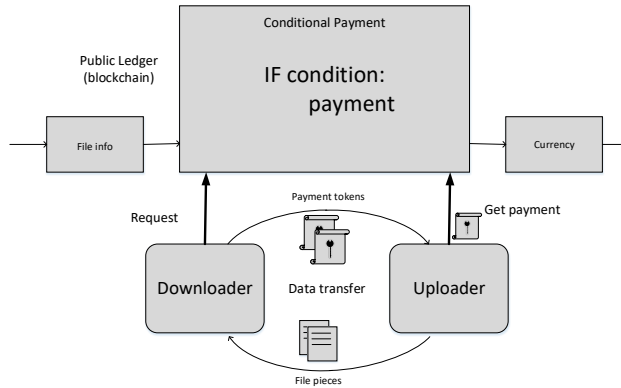 Conditional Payment
Public Ledger
(blockchain)
IF condition:
payment
File info
Currency
Payment tokens
Request
Get payment
Downloader
Data transfer
Uploader
File pieces